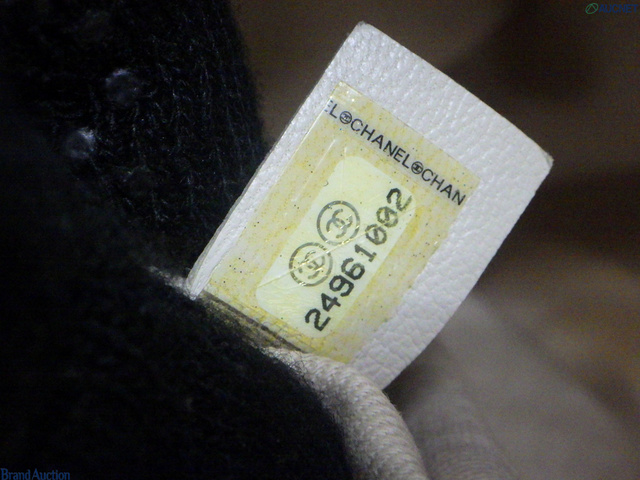 EL CHANEL CHAN
24961002
Brand Auction